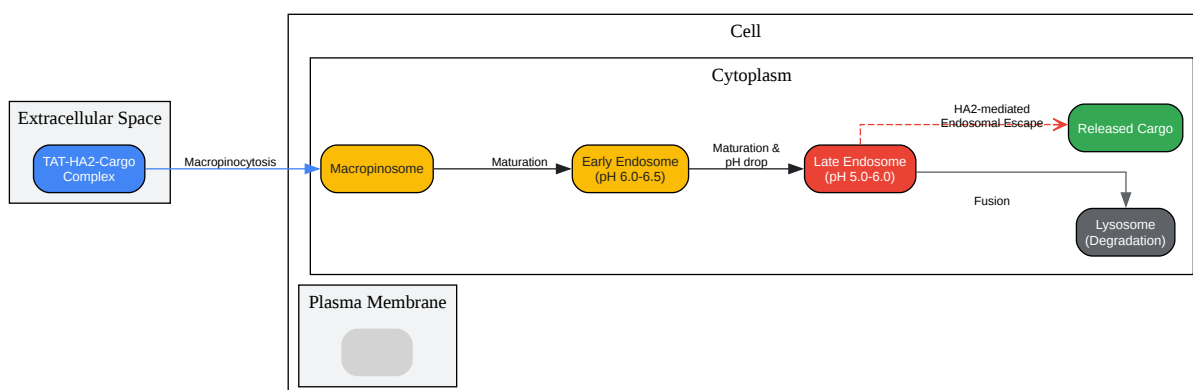 Cell
Cytoplasm
Extracellular Space
TAT-HA2-Cargo
Complex
Macropinocytosis
Macropinosome
Maturation
Early Endosome
(pH 6.0-6.5)
Maturation &
pH drop
Late Endosome
(pH 5.0-6.0)
HA2-mediated
Endosomal Escape
Released Cargo
Fusion
Lysosome
(Degradation)
Plasma Membrane